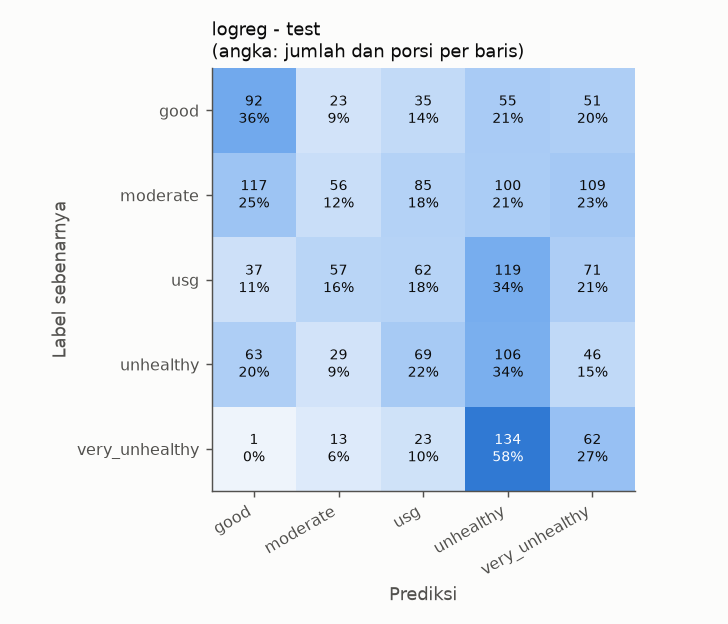 logreg - test
(angka: jumlah dan porsi per baris)
Label sebenarnya
good
92 23 35 55 51
36% 9% 14% 21% 20%
moderate
117 56 85 100 109
25% 12% 18% 21% 23%
usg
37 57 62 119 71
11% 16% 18% 34% 21%
unhealthy
63 29 69 106 46
20% 9% 22% 34% 15%
very_unhealthy
1 13 23 134 62
0% 6% 10% 58% 27%
good moderate usg unhealthy very_unhealthy
Prediksi